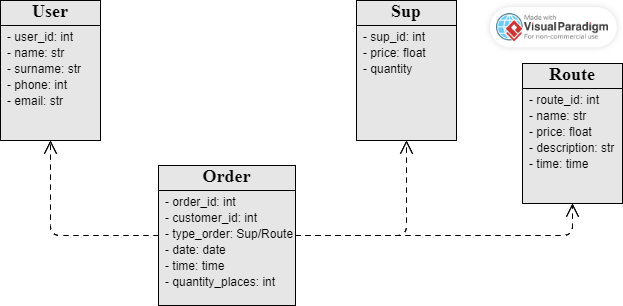 User
- user_id: int
- name: str
- surname: str
- phone: int
- email: str
Sup
- sup_id: int
- price: float
- quantity
Made with
VisualParadigm
For non-commercial use
Route
- route_id: int
- name: str
- price: float
- description: str
- time: time
Order
- order_id: int
- customer_id: int
- type_order: Sup/Route
- date: date
- time: time
- quantity_places: int